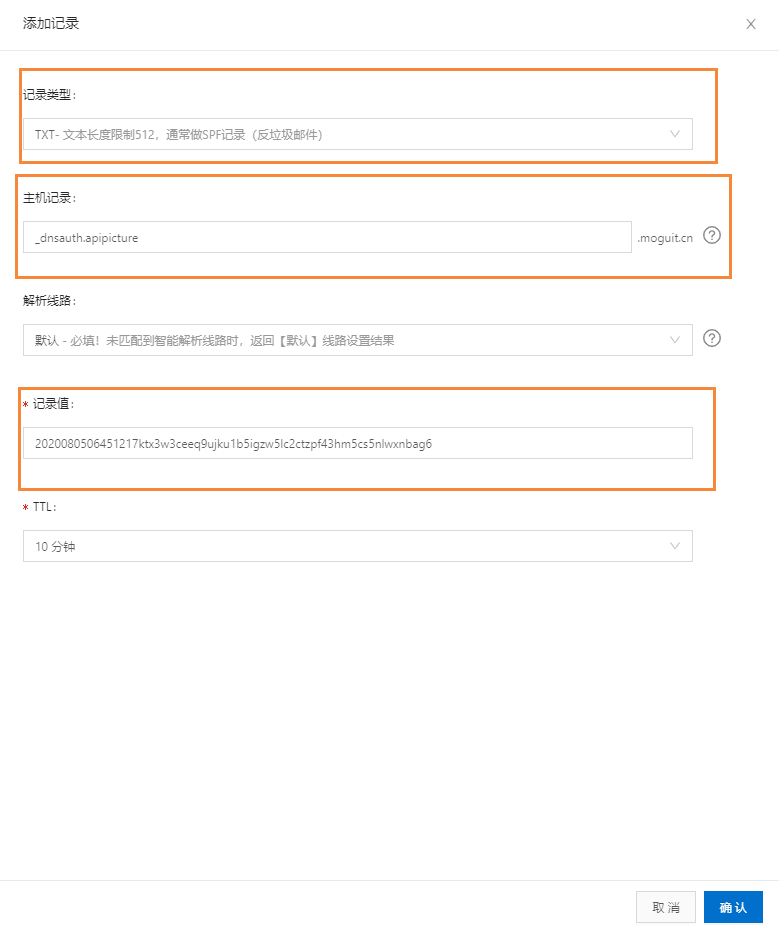 添加记录
记录类型：
TXT- 文本长度限制512，通常做SPF记录（反垃圾邮件）
主机记录：
_dnsauth.apipicture .moguit.cn
解析线路：
默认 - 必填！未匹配到智能解析线路时，返回【默认】线路设置结果
* 记录值：
2020080506451217ktx3w3ceeq9ujku1b5igzw5lc2ctzpf43hm5cs5nlwxnbag6
* TTL：
10 分钟
取消 确认